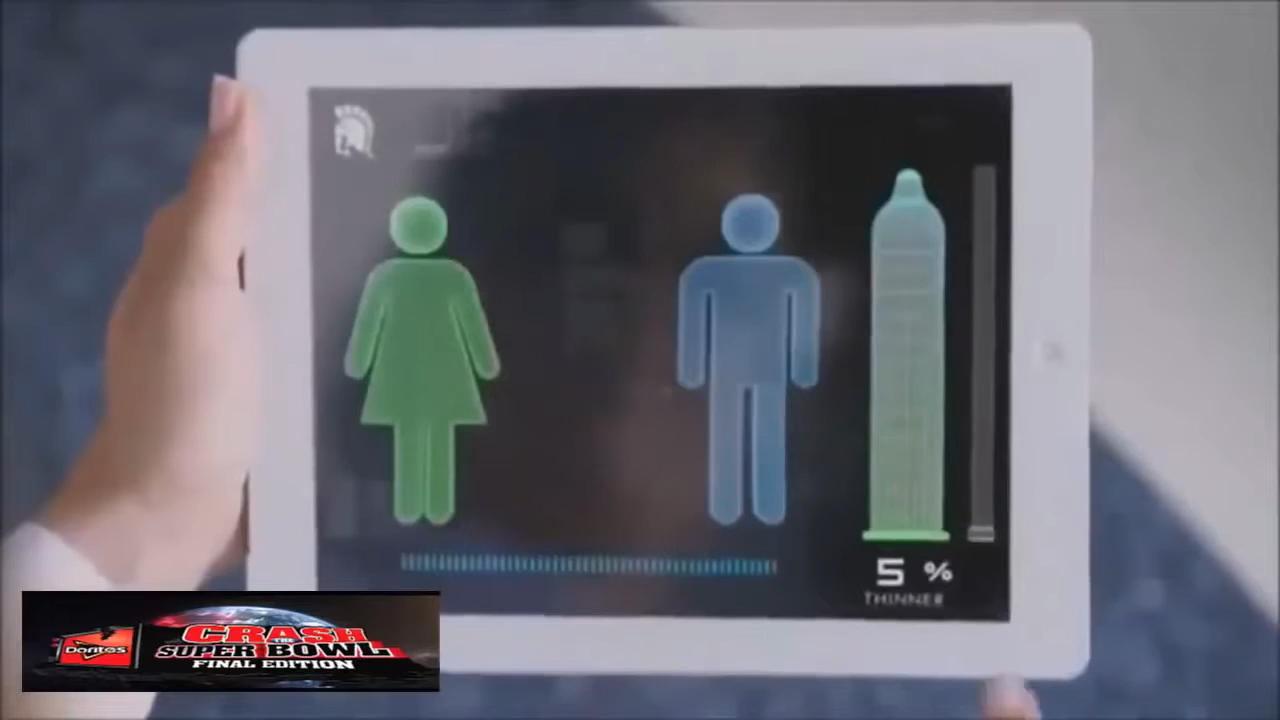 5 %
THINNER
Doritos
CRASH
THE
SUPER BOWL
FINAL EDITION